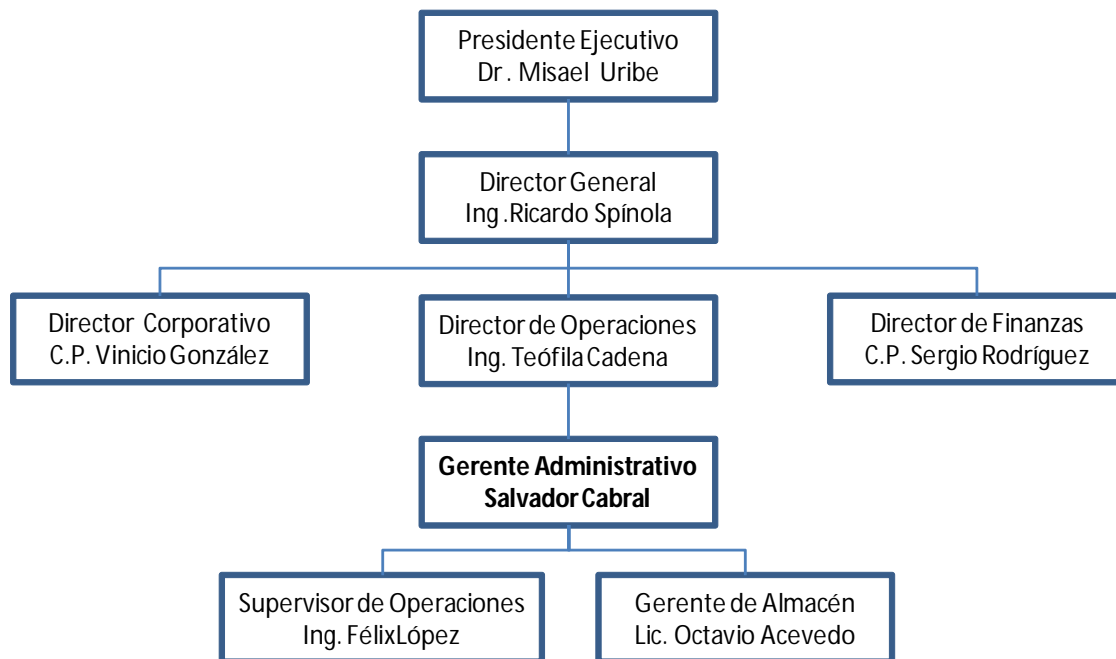 Presidente Ejecutivo
Dr. Misael Uribe
Director General
Ing.Ricardo Spínola
Director Corporativo
C.P. Vinicio González
Director de Operaciones
Ing. Teófila Cadena
Director de Finanzas
C.P. Sergio Rodríguez
Gerente Administrativo
Salvador Cabral
Supervisor de Operaciones
Ing. Félix López
Gerente de Almacén
Lic. Octavio Acevedo